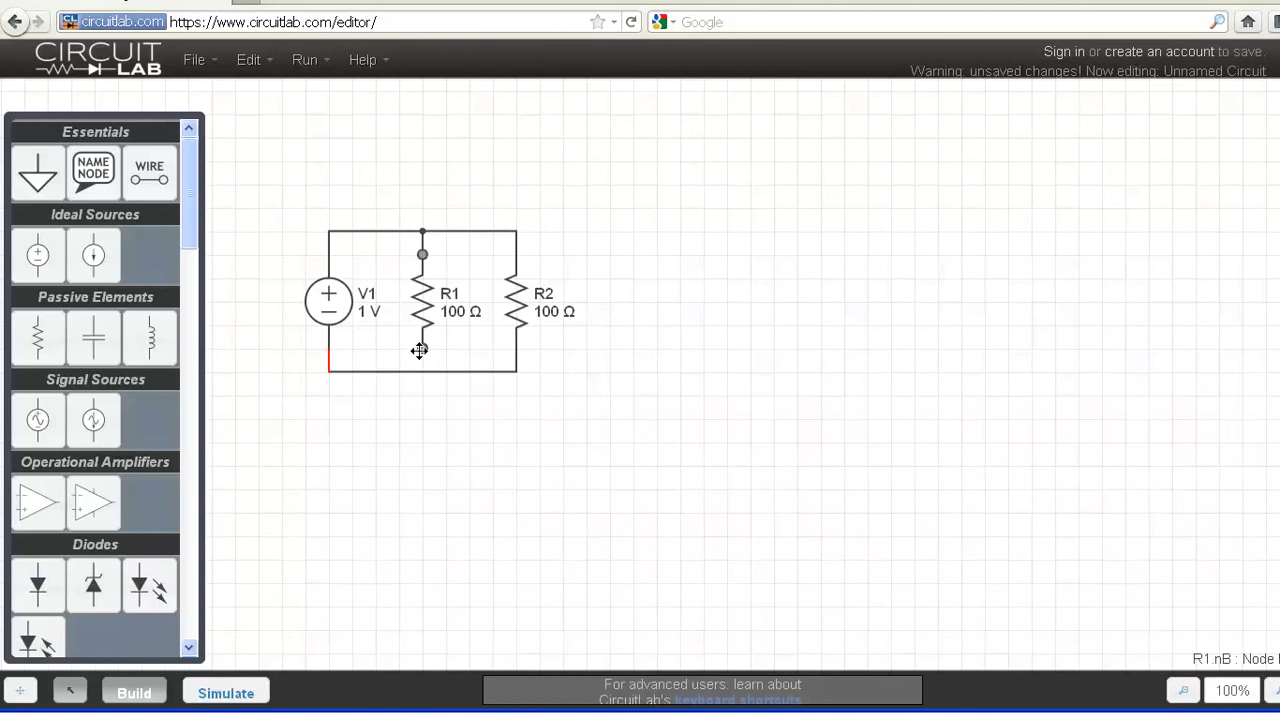 circuitlab.com https://www.circuitlab.com/editor/
Google
CIRCUIT
LAB
File Edit Run Help
Sign in or create an account to save.
Warning: unsaved changes! Now editing: Unnamed Circuit
Essentials
NAME
NODE
WIRE
Ideal Sources
Passive Elements
Signal Sources
Operational Amplifiers
Diodes
V1
1 V
R1
100 Ω
R2
100 Ω
R1.nB : Node
Build
Simulate
For advanced users: learn about
CircuitLab's keyboard shortcuts
100%